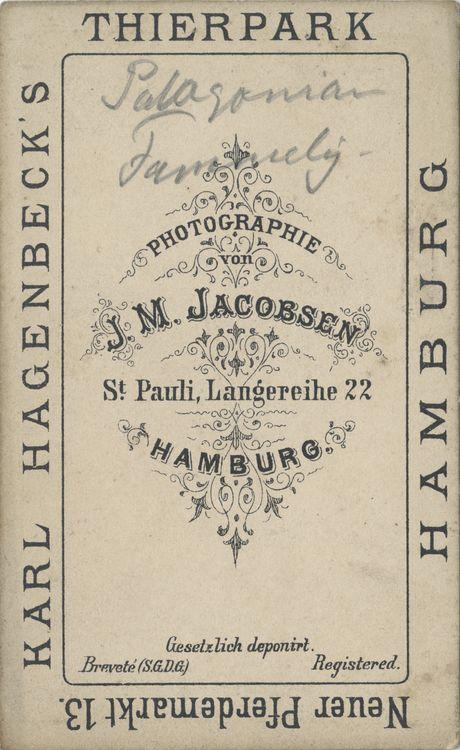 THIERPARK
KARL HAGENBECK'S
HAMBURG
Neuer Pferdemarkt 13.
Patagonian
Fammely
PHOTOGRAPHIE
von
J. M. JACOBSEN
St. Pauli, Langereihe 22
HAMBURG.
Gesetzlich deponirt.
Breveté (S.G.D.G) Registered.